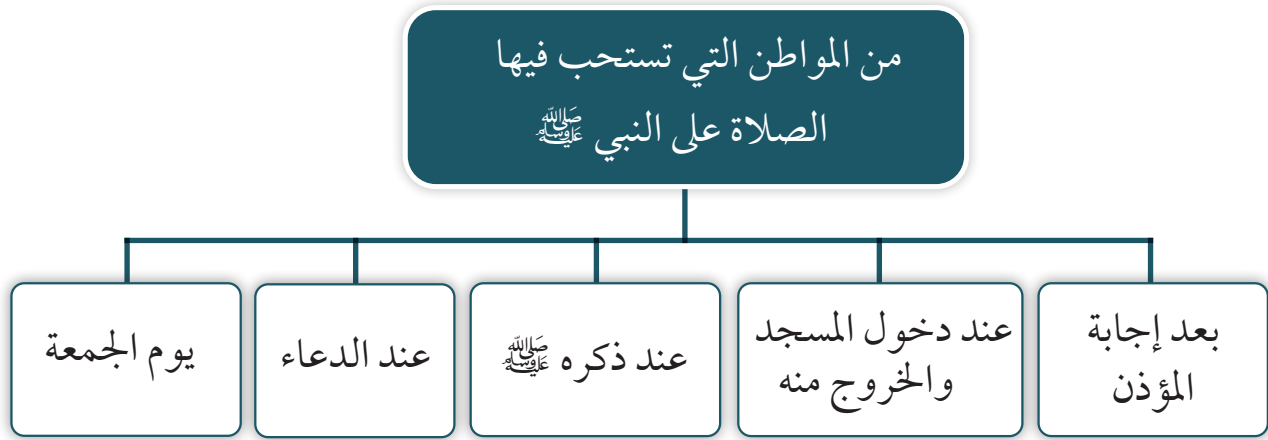 من المواطن التي تستحب فيها
الصلاة على النبي ﷺ
بعد إجابة
المؤذن
عند دخول المسجد
والخروج منه
عند ذكره ﷺ
عند الدعاء
يوم الجمعة